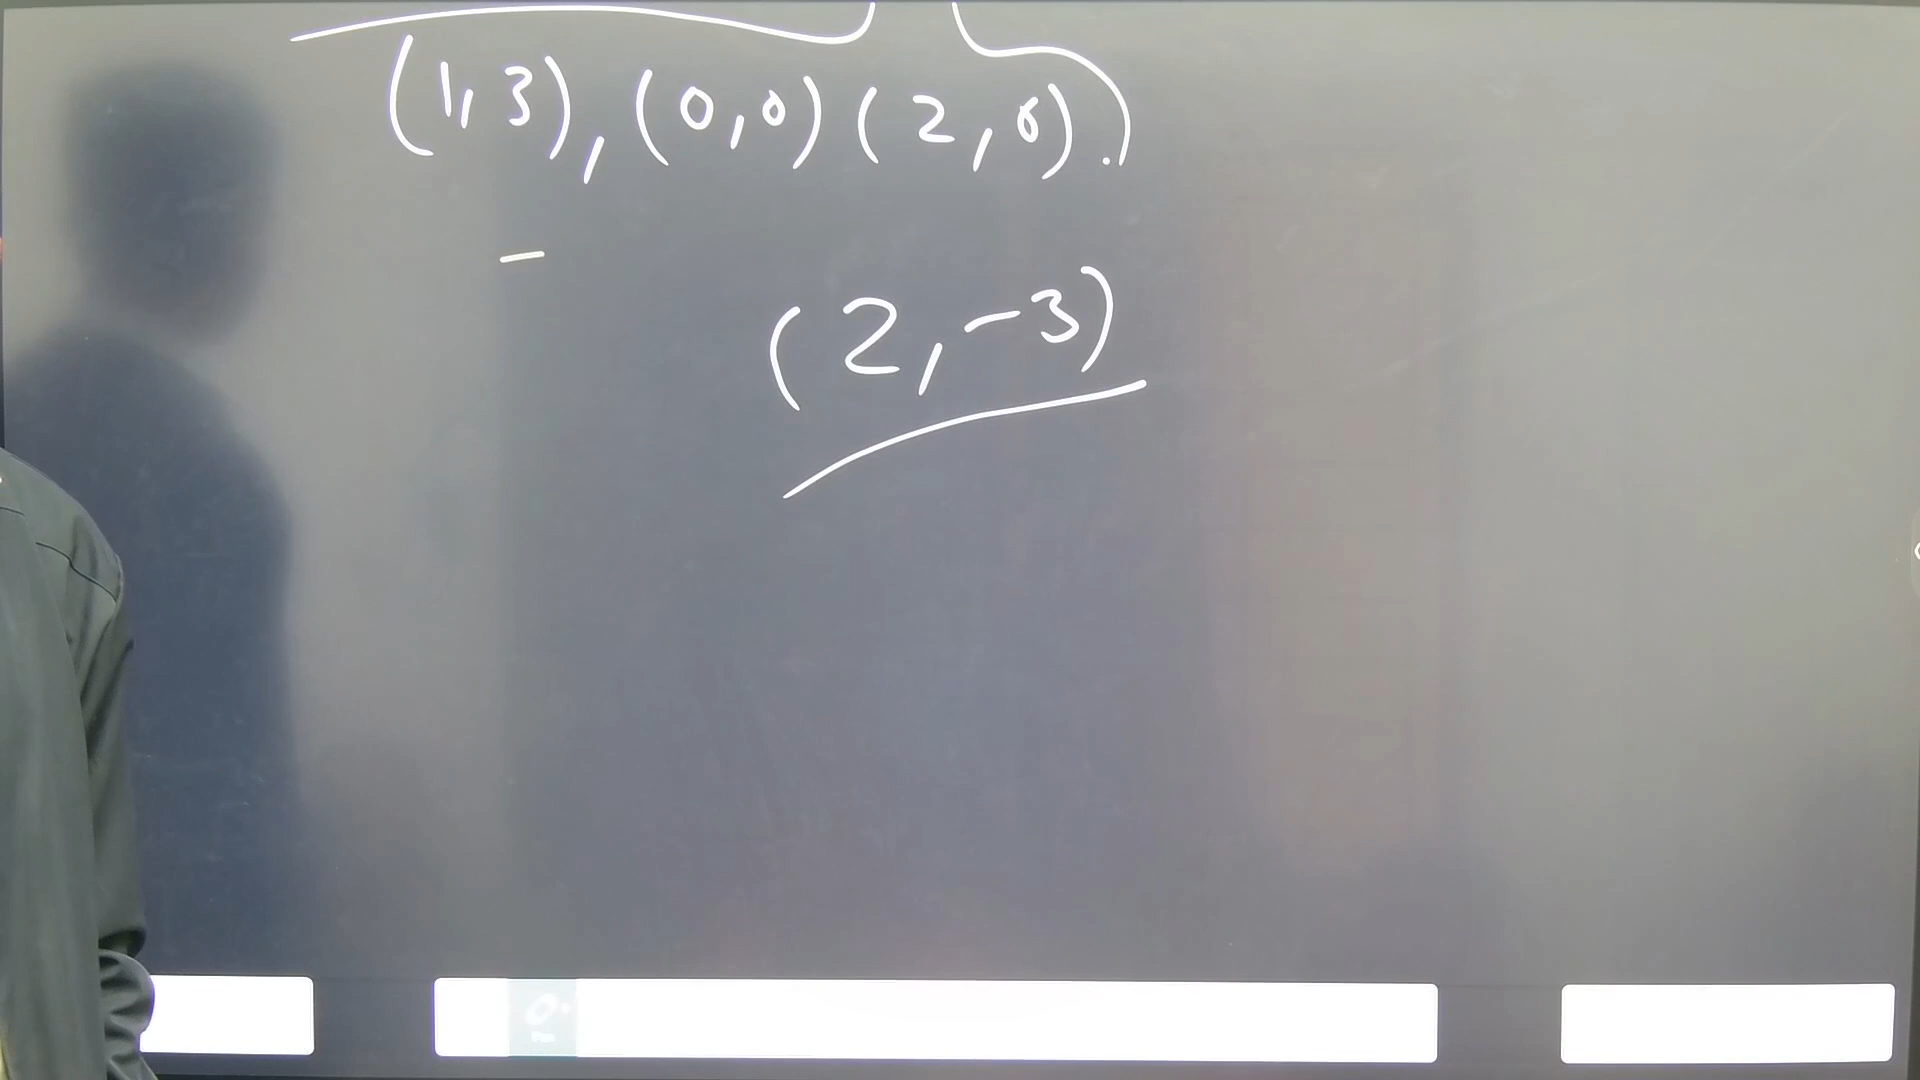 (1,3), (0,0) (2,0).)
–
(2,-3)